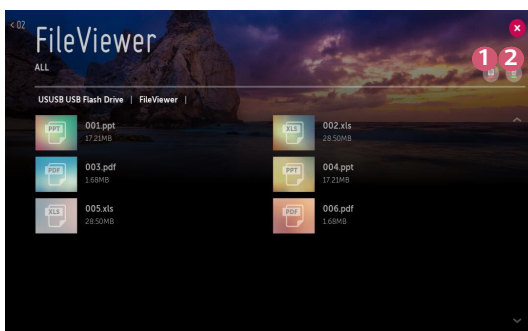 < 02
FileViewer
ALL
1 2
USUSB USB Flash Drive | FileViewer |
PPT 001.ppt
17.21MB
XLS 002.xls
28.50MB
PDF 003.pdf
1.68MB
PPT 004.ppt
17.21MB
XLS 005.xls
28.50MB
PDF 006.pdf
1.68MB